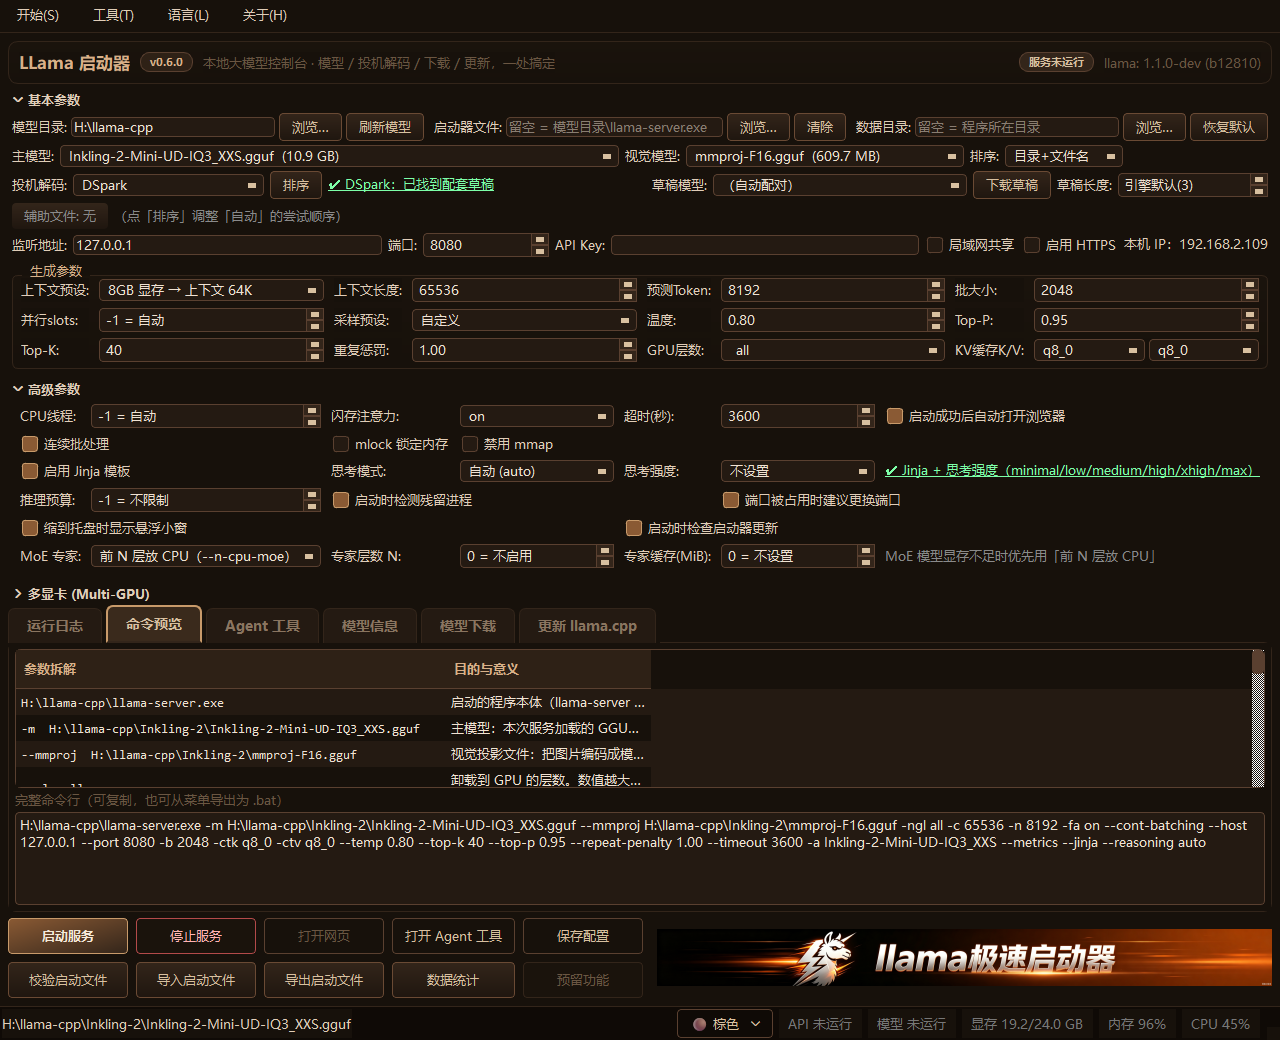 开始(S) 工具(T) 语言(L) 关于(H)
LLama 启动器 v0.6.0 本地大模型控制台 · 模型 / 投机解码 / 下载 / 更新，一处搞定 服务未运行 llama: 1.1.0-dev (b12810)
基本参数
模型目录: H:\llama-cpp 浏览... 刷新模型 启动器文件: 留空 = 模型目录\llama-server.exe 浏览... 清除 数据目录: 留空 = 程序所在目录 浏览... 恢复默认
主模型: Inkling-2-Mini-UD-IQ3_XXS.gguf (10.9 GB) 视觉模型: mmproj-F16.gguf (609.7 MB) 排序: 目录+文件名
投机解码: DSpark 排序 ✔ DSpark：已找到配套草稿 草稿模型: （自动配对） 下载草稿 草稿长度: 引擎默认(3)
辅助文件: 无 （点「排序」调整「自动」的尝试顺序）
监听地址: 127.0.0.1 端口: 8080 API Key: 局域网共享 启用 HTTPS 本机 IP：192.168.2.109
生成参数
上下文预设: 8GB 显存 → 上下文 64K 上下文长度: 65536 预测Token: 8192 批大小: 2048
并行slots: -1 = 自动 采样预设: 自定义 温度: 0.80 Top-P: 0.95
Top-K: 40 重复惩罚: 1.00 GPU层数: all KV缓存K/V: q8_0 q8_0
高级参数
CPU线程: -1 = 自动 闪存注意力: on 超时(秒): 3600 启动成功后自动打开浏览器
连续批处理 mlock 锁定内存 禁用 mmap
启用 Jinja 模板 思考模式: 自动 (auto) 思考强度: 不设置 ✔ Jinja + 思考强度（minimal/low/medium/high/xhigh/max）
推理预算: -1 = 不限制 启动时检测残留进程 端口被占用时建议更换端口
缩到托盘时显示悬浮小窗 启动时检查启动器更新
MoE 专家: 前 N 层放 CPU（--n-cpu-moe） 专家层数 N: 0 = 不启用 专家缓存(MiB): 0 = 不设置 MoE 模型显存不足时优先用「前 N 层放 CPU」
多显卡 (Multi-GPU)
运行日志 命令预览 Agent 工具 模型信息 模型下载 更新 llama.cpp
参数拆解 目的与意义
H:\llama-cpp\llama-server.exe 启动的程序本体（llama-server ...
-m H:\llama-cpp\Inkling-2\Inkling-2-Mini-UD-IQ3_XXS.gguf 主模型：本次服务加载的 GGU...
--mmproj H:\llama-cpp\Inkling-2\mmproj-F16.gguf 视觉投影文件：把图片编码成模...
卸载到 GPU 的层数。数值越大...
完整命令行（可复制，也可从菜单导出为 .bat）
H:\llama-cpp\llama-server.exe -m H:\llama-cpp\Inkling-2\Inkling-2-Mini-UD-IQ3_XXS.gguf --mmproj H:\llama-cpp\Inkling-2\mmproj-F16.gguf -ngl all -c 65536 -n 8192 -fa on --cont-batching --host
127.0.0.1 --port 8080 -b 2048 -ctk q8_0 -ctv q8_0 --temp 0.80 --top-k 40 --top-p 0.95 --repeat-penalty 1.00 --timeout 3600 -a Inkling-2-Mini-UD-IQ3_XXS --metrics --jinja --reasoning auto
启动服务 停止服务 打开网页 打开 Agent 工具 保存配置
llama极速启动器
校验启动文件 导入启动文件 导出启动文件 数据统计 预留功能
H:\llama-cpp\Inkling-2\Inkling-2-Mini-UD-IQ3_XXS.gguf 棕色 API 未运行 模型 未运行 显存 19.2/24.0 GB 内存 96% CPU 45%